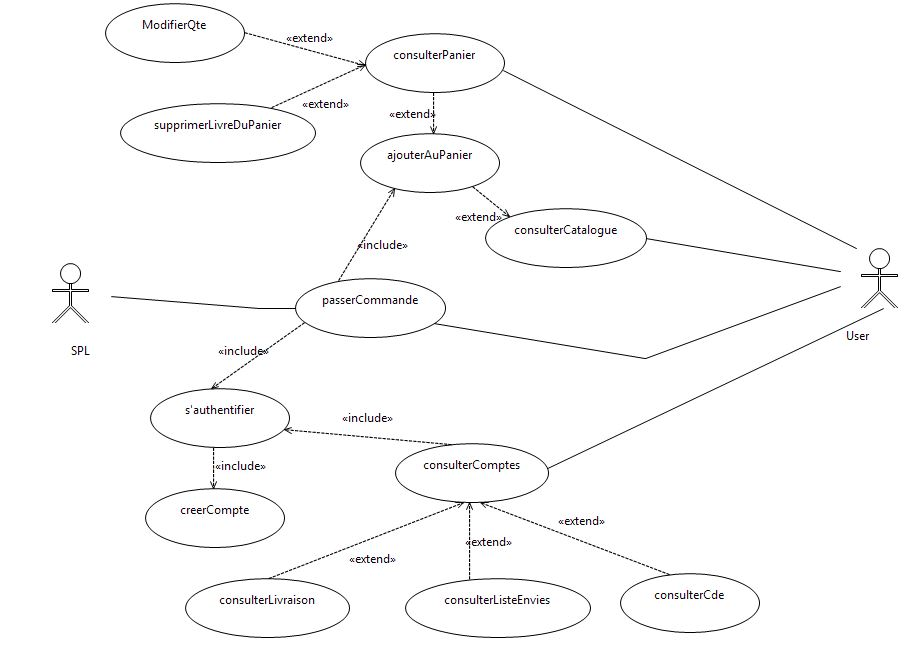 ModifierQte
«extend»
consulterPanier
«extend»
supprimerLivreDuPanier
«extend»
ajouterAuPanier
«extend»
consulterCatalogue
«include»
passerCommande
SPL
User
«include»
s'authentifier
«include»
«include»
consulterComptes
creerCompte
«extend»
«extend»
«extend»
consulterLivraison
consulterListeEnvies
consulterCde